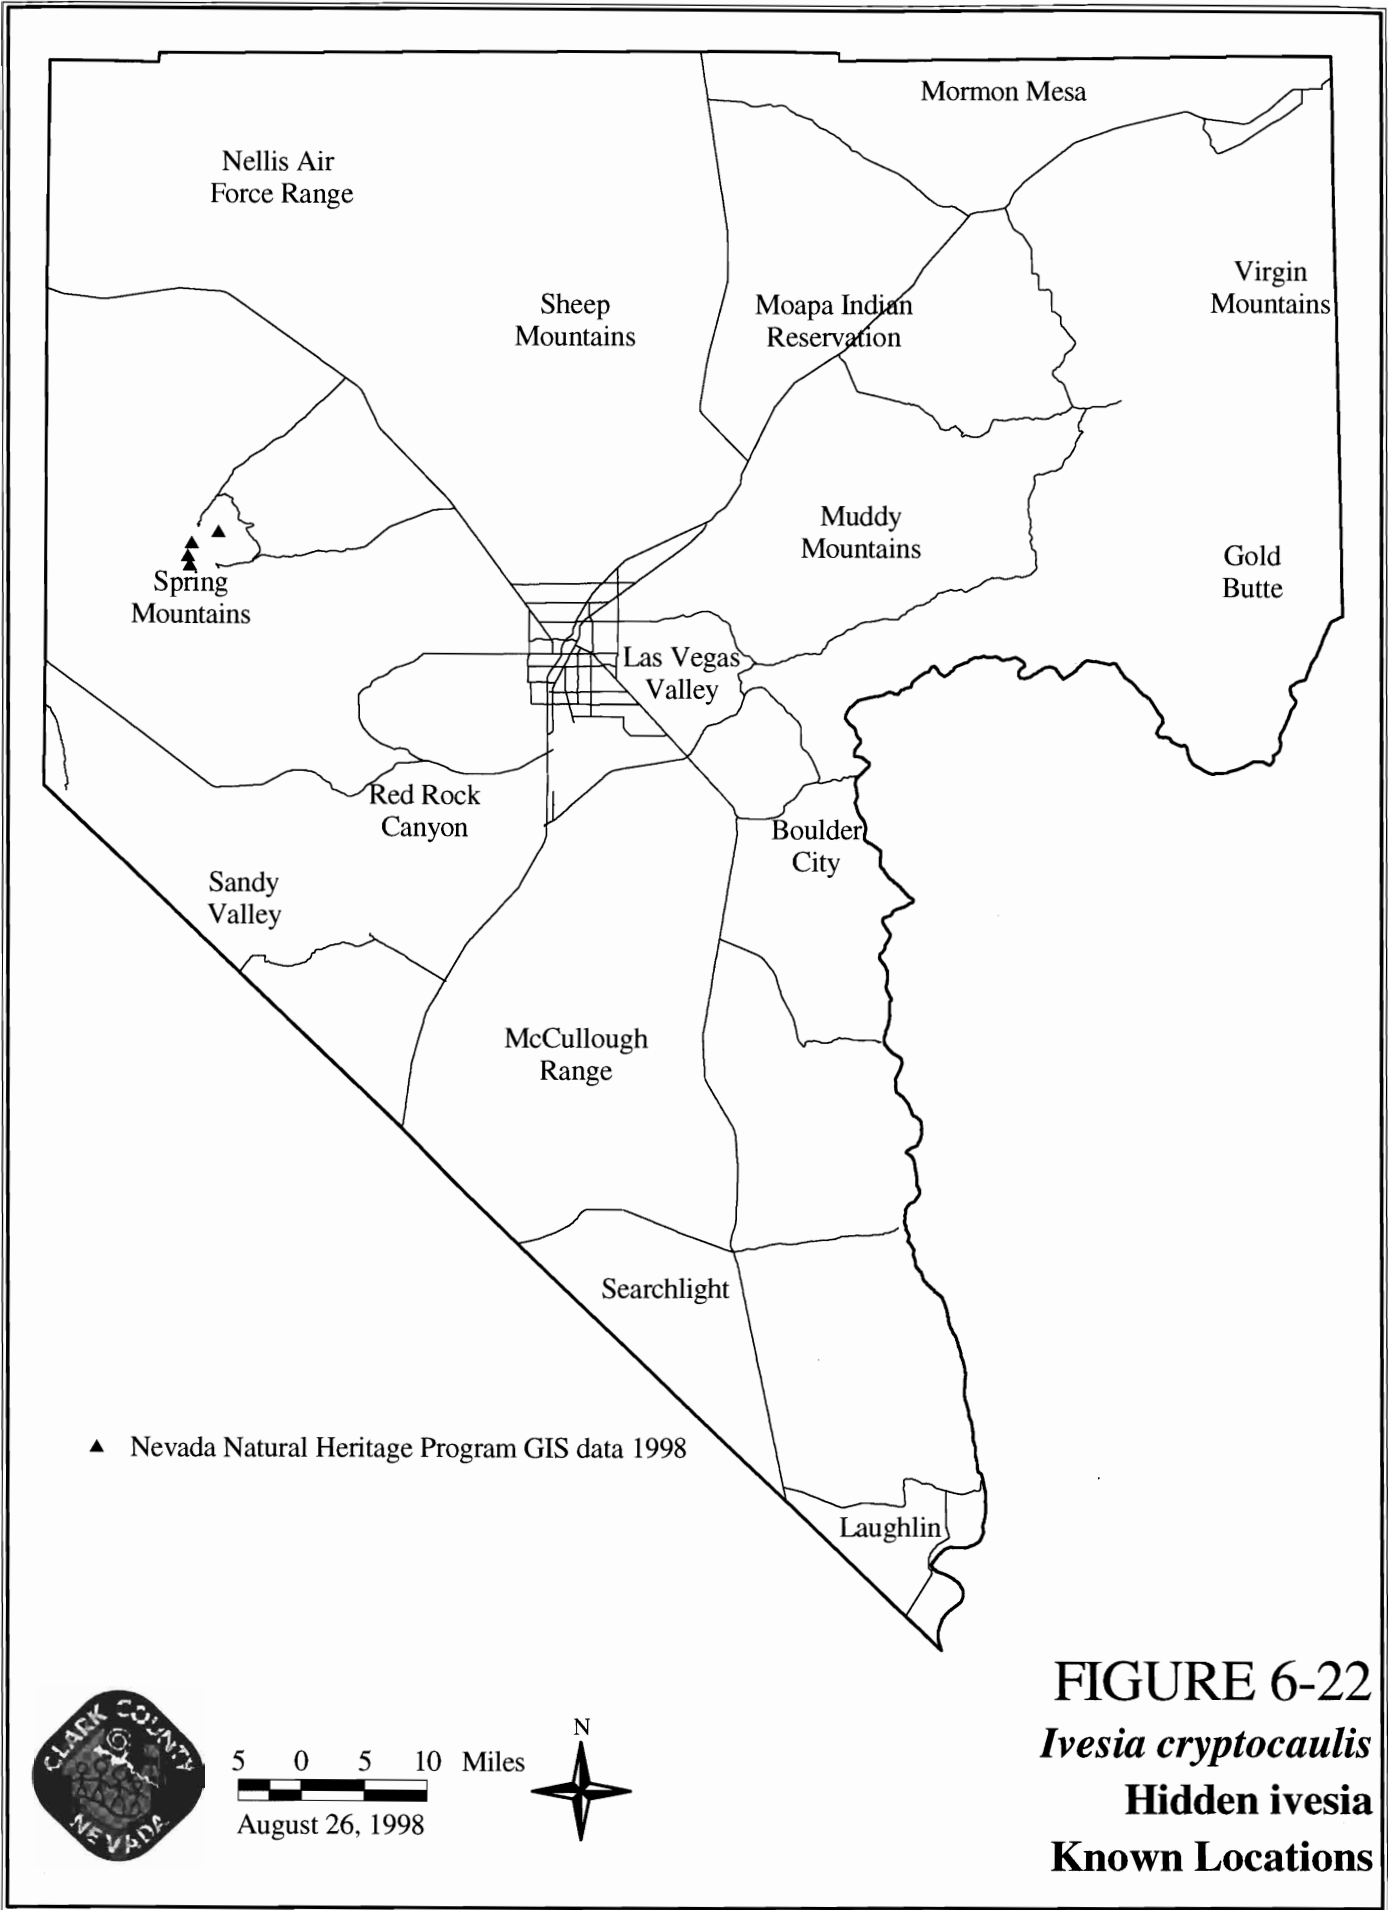 Mormon Mesa
Nellis Air
Force Range
Virgin
Mountains
Sheep
Mountains
Moapa Indian
Reservation
Muddy
Mountains
Gold
Butte
Spring
Mountains
Las Vegas
Valley
Red Rock
Canyon
Boulder
City
Sandy
Valley
McCullough
Range
Searchlight
▲ Nevada Natural Heritage Program GIS data 1998
Laughlin
FIGURE 6-22
Ivesia cryptocaulis
Hidden ivesia
Known Locations
CLARK COUNTY
NEVADA
5 0 5 10 Miles
August 26, 1998
N